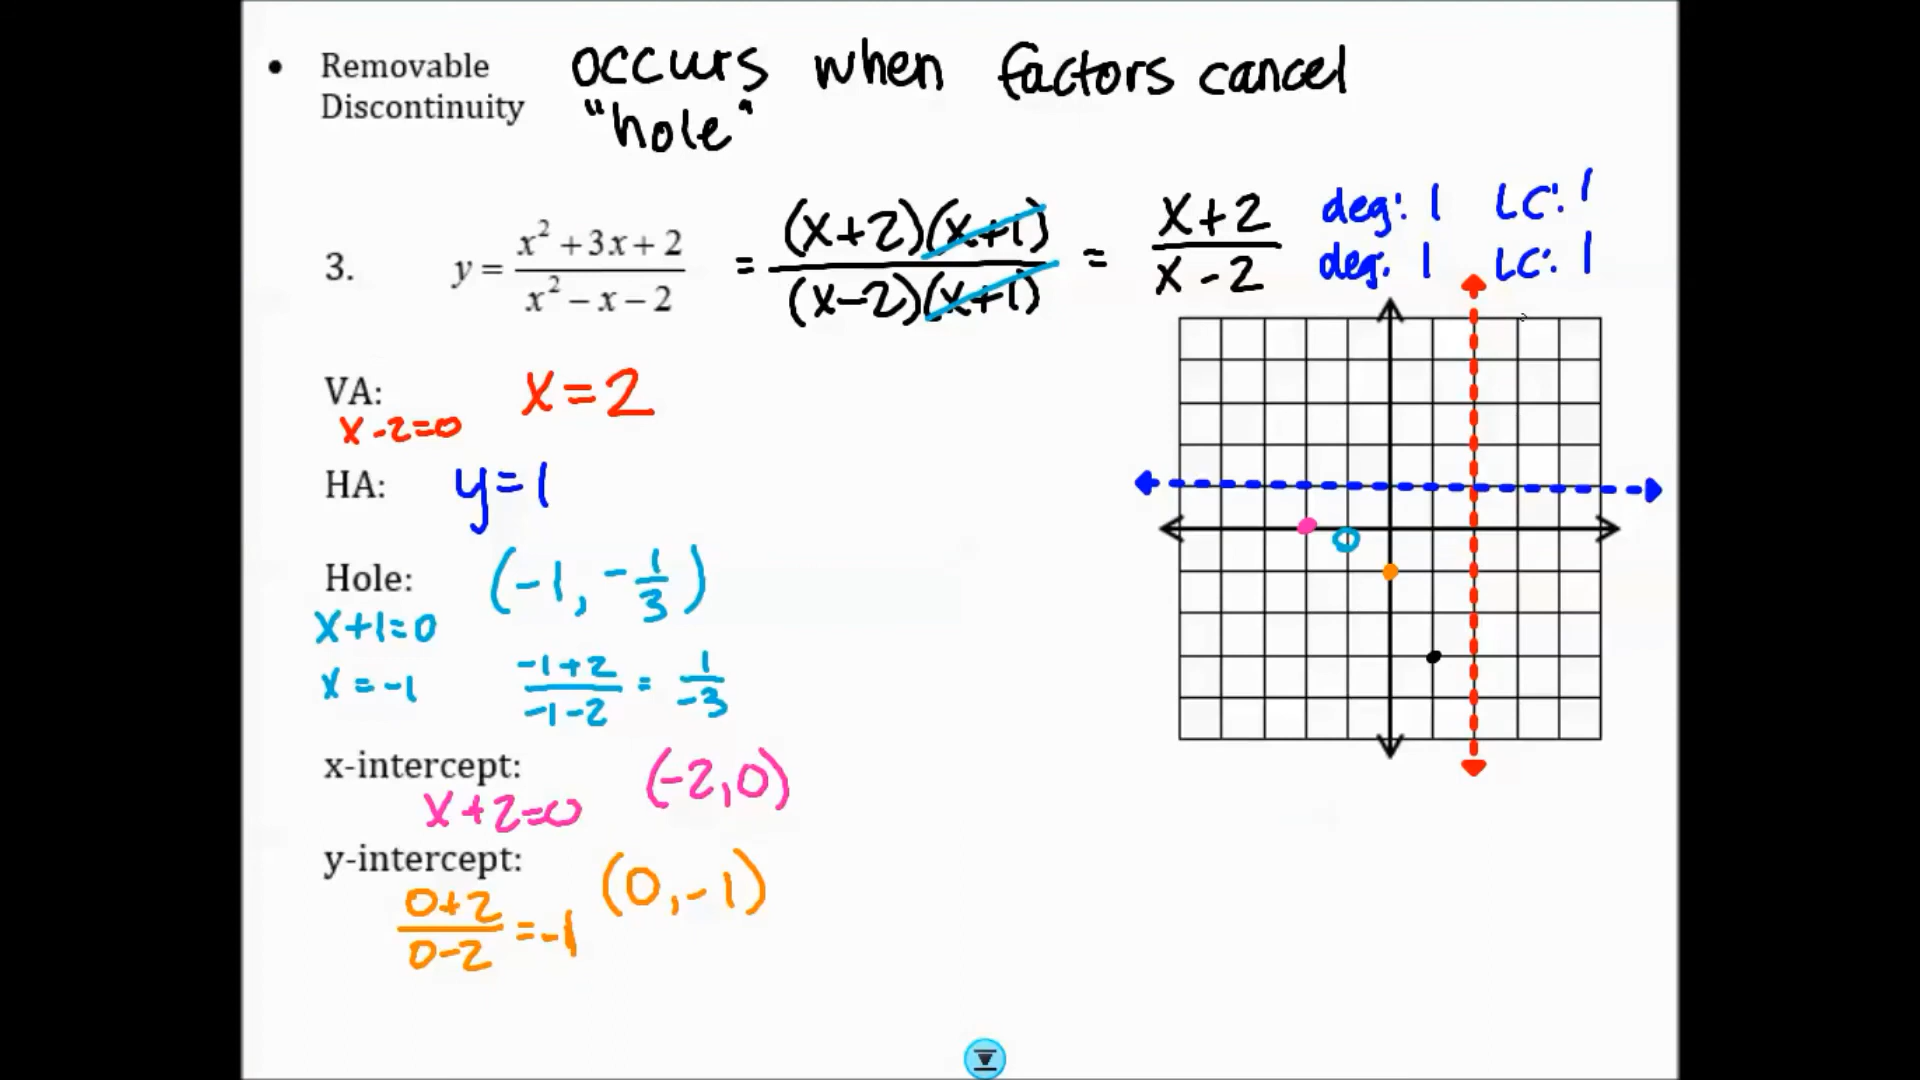 • Removable Discontinuity occurs when factors cancel
"hole"
3. y = x² + 3x + 2 / x² − x − 2 = (x+2)(x+1) / (x−2)(x+1) = x+2 / x−2
deg: 1 LC: 1
deg: 1 LC: 1
VA: x=2
x-2=0
HA: y=1
Hole: (-1, -1/3)
x+1=0
x=-1 -1+2 / -1-2 = 1/-3
x-intercept: (-2,0)
x+2=0
y-intercept: (0,-1)
0+2 / 0-2 = -1